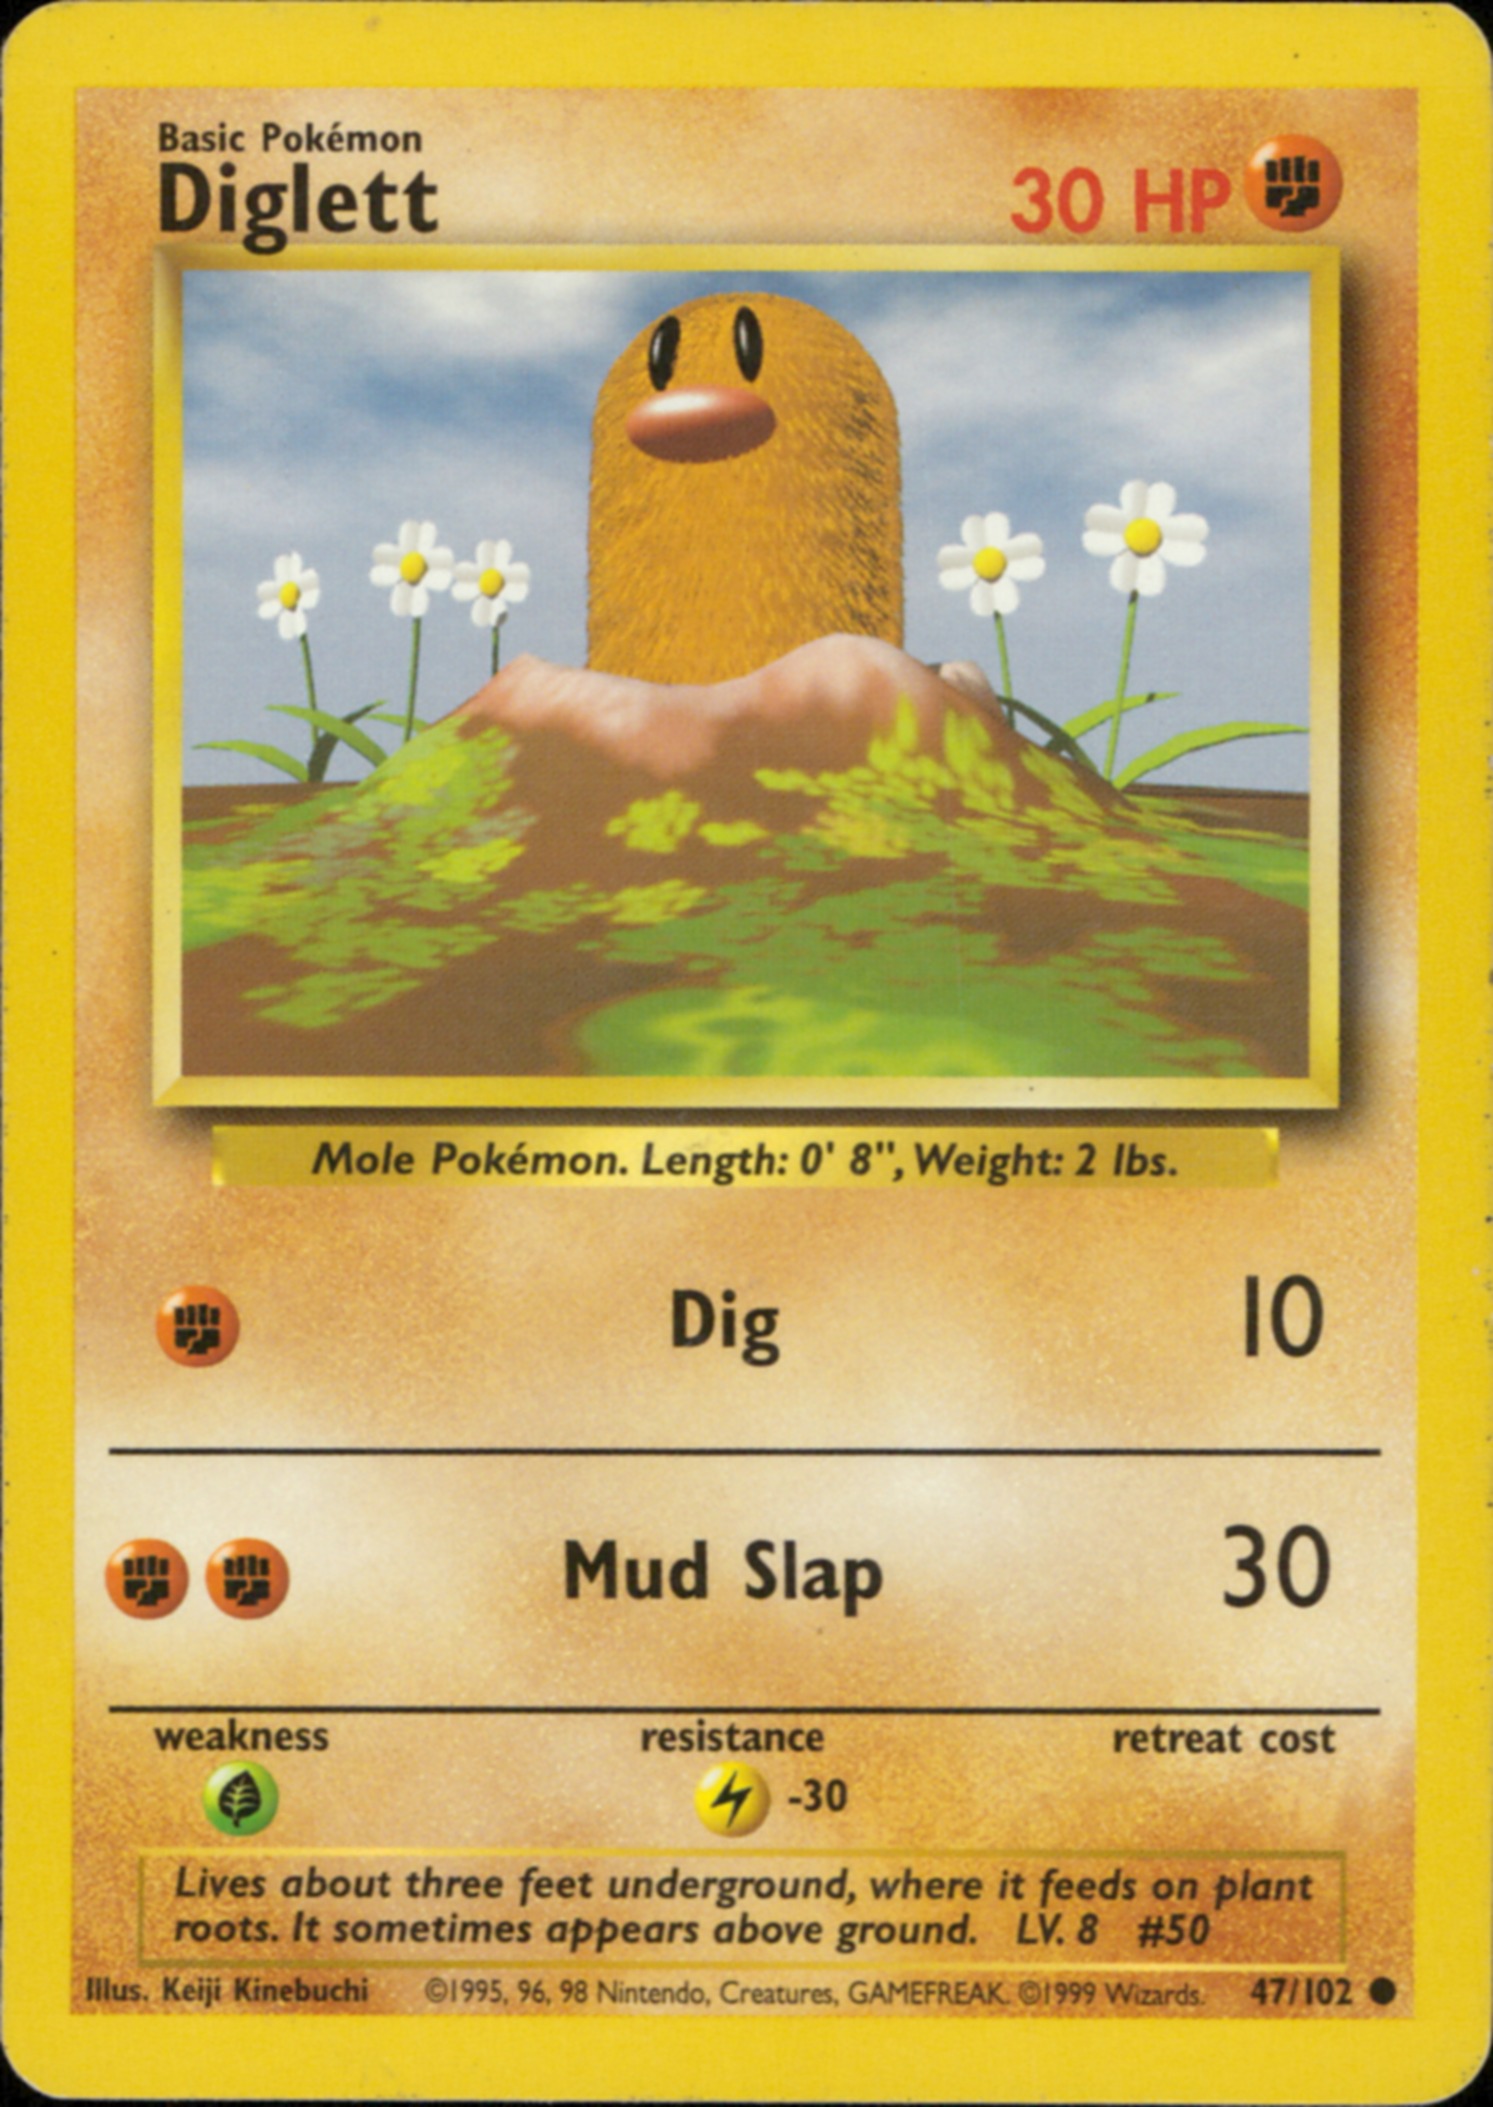 Basic Pokémon
Diglett
30 HP
Mole Pokémon. Length: 0' 8", Weight: 2 lbs.
Dig 10
Mud Slap 30
weakness resistance retreat cost
-30
Lives about three feet underground, where it feeds on plant
roots. It sometimes appears above ground. LV. 8 #50
Illus. Keiji Kinebuchi ©1995, 96, 98 Nintendo, Creatures, GAMEFREAK. ©1999 Wizards. 47/102